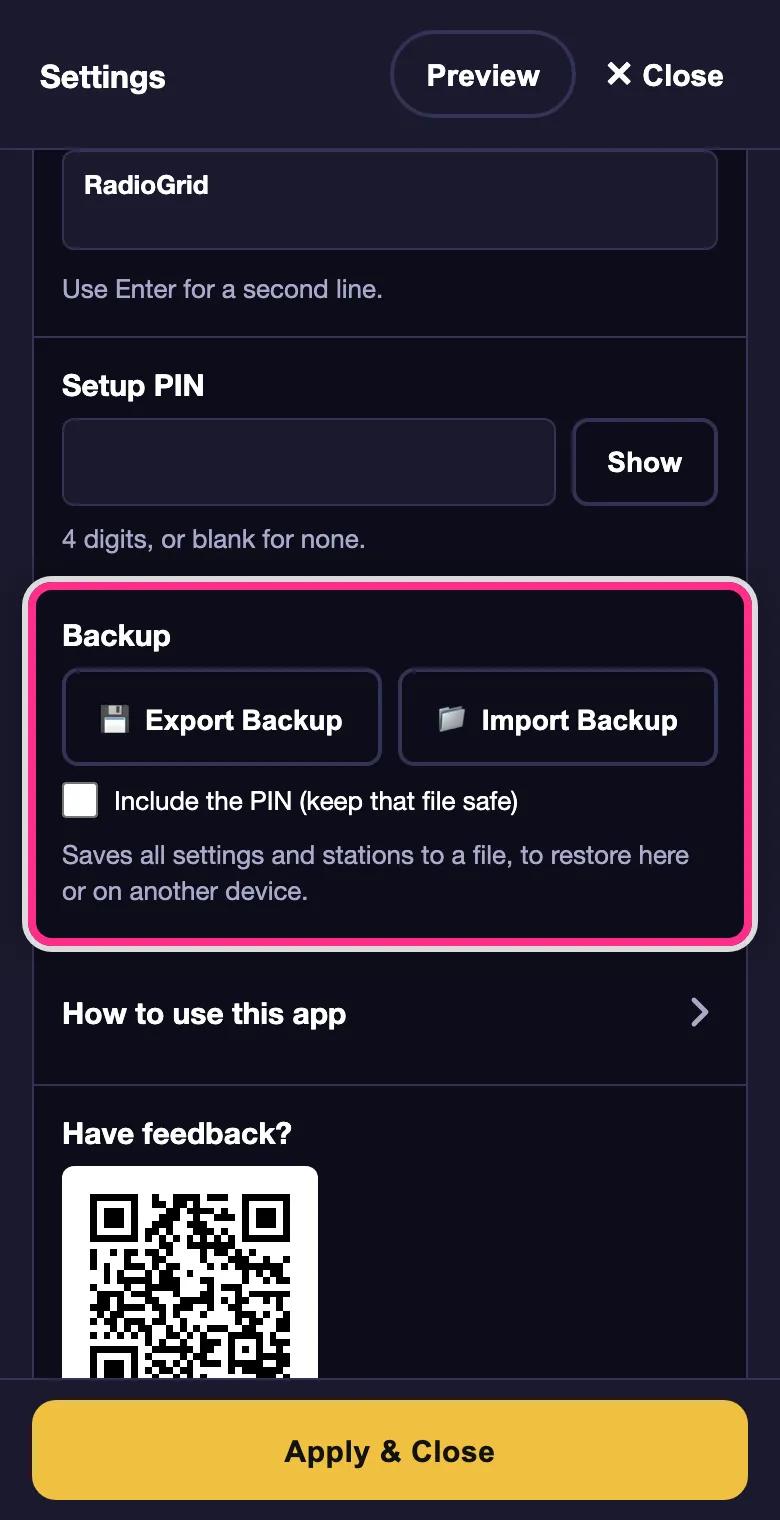 Settings
Preview
✕ Close
RadioGrid
Use Enter for a second line.
Setup PIN
Show
4 digits, or blank for none.
Backup
💾 Export Backup
📁 Import Backup
Include the PIN (keep that file safe)
Saves all settings and stations to a file, to restore here
or on another device.
How to use this app
Have feedback?
Apply & Close